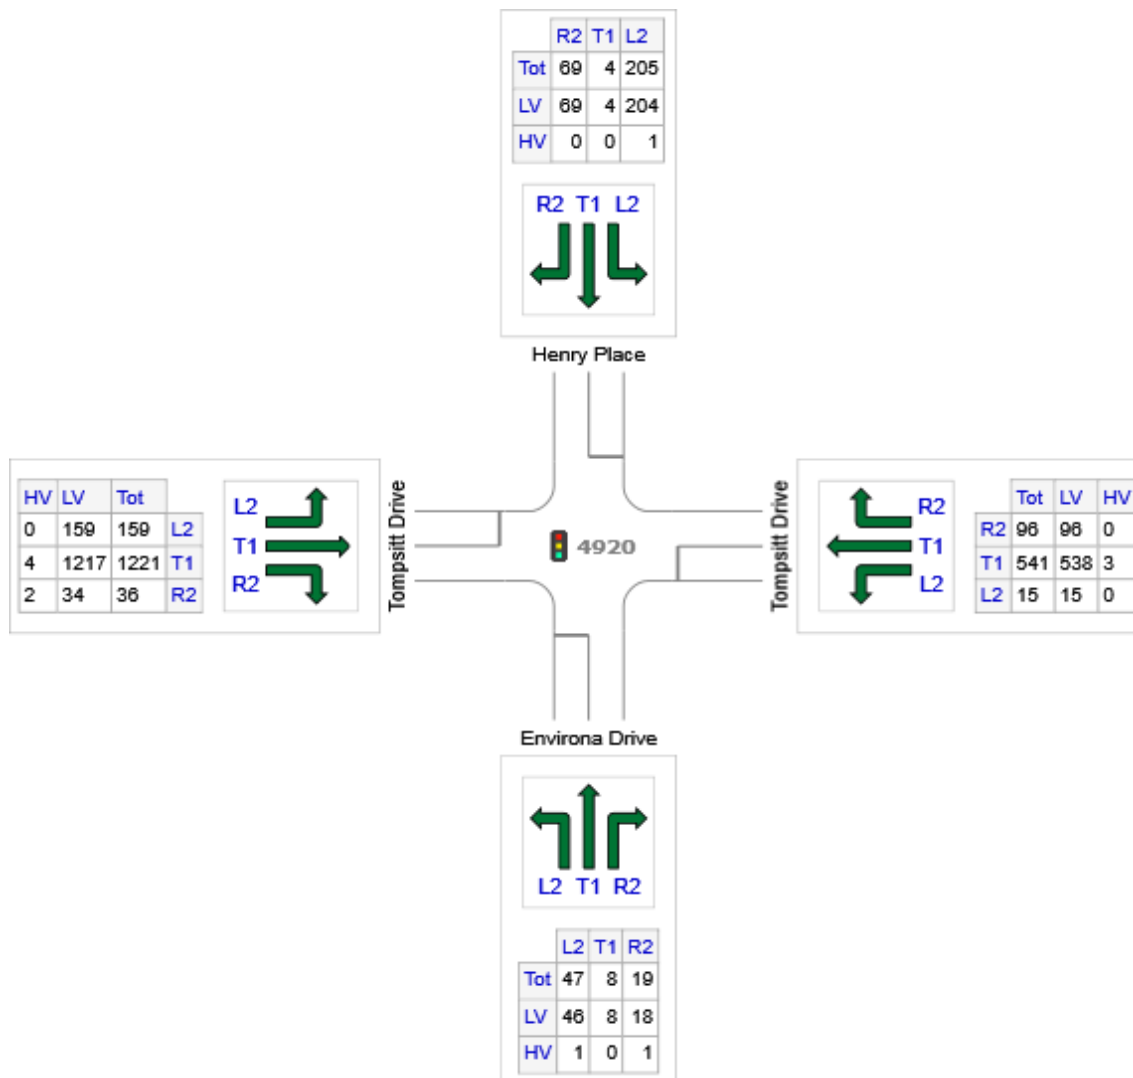 R2 T1 L2
Tot 69 4 205
LV 69 4 204
HV 0 0 1
R2 T1 L2
Henry Place
HV LV Tot
0 159 159 L2
4 1217 1221 T1
2 34 36 R2
L2
T1
R2
Tompsitt Drive
4920
Tompsitt Drive
R2
T1
L2
Tot LV HV
R2 96 96 0
T1 541 538 3
L2 15 15 0
Environa Drive
L2 T1 R2
L2 T1 R2
Tot 47 8 19
LV 46 8 18
HV 1 0 1